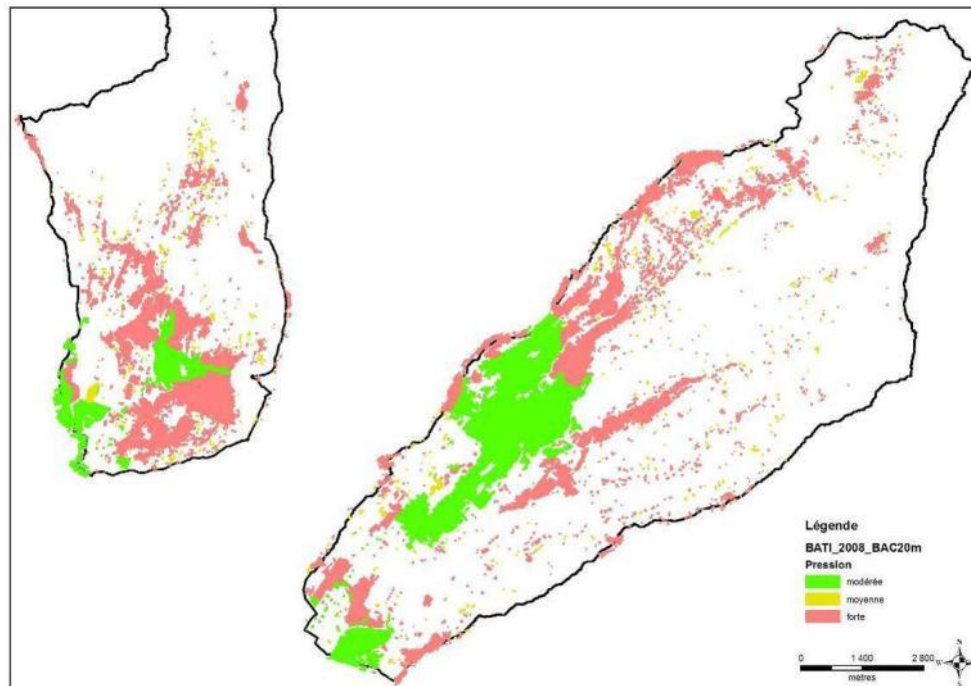 Légende
BATI_2008_BAC20m
Pression
modérée
moyenne
forte
0 1 400 2 800
mètres
N
W E
S